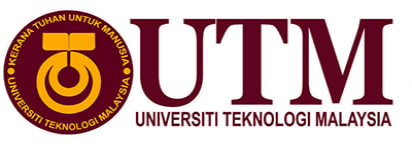 • KERANA TUHAN UNTUK MANUSIA •
UNIVERSITI TEKNOLOGI MALAYSIA
UTM
UNIVERSITI TEKNOLOGI MALAYSIA